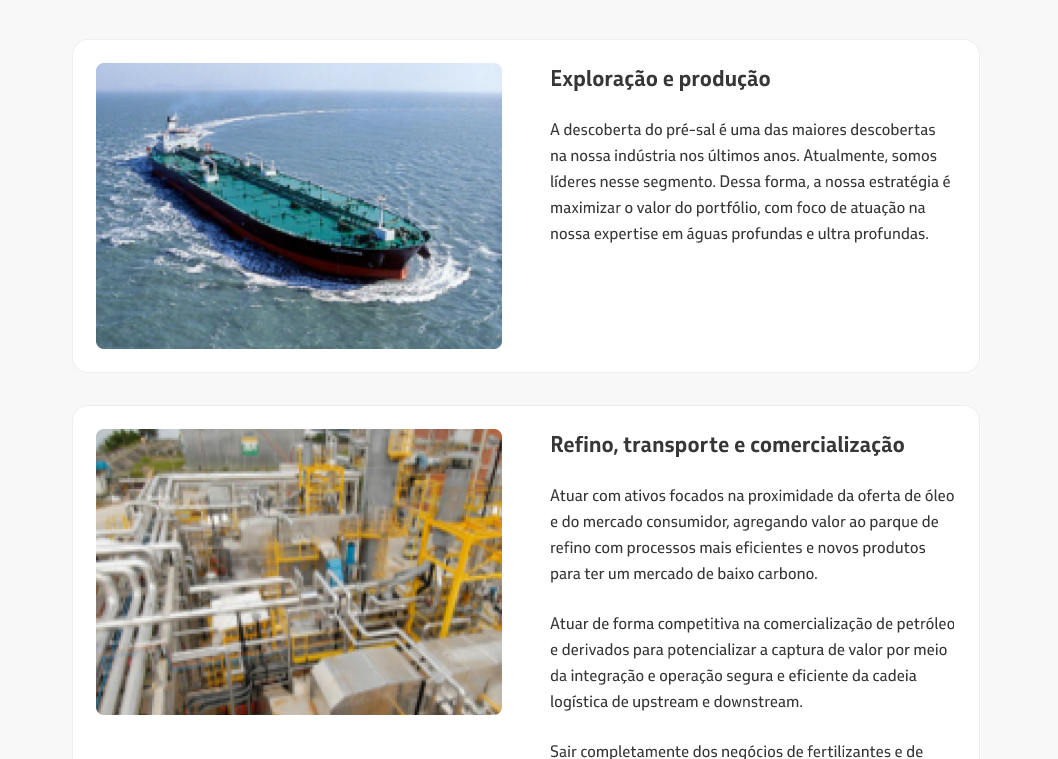 Exploração e produção
A descoberta do pré-sal é uma das maiores descobertas
na nossa indústria nos últimos anos. Atualmente, somos
líderes nesse segmento. Dessa forma, a nossa estratégia é
maximizar o valor do portfólio, com foco de atuação na
nossa expertise em águas profundas e ultra profundas.
Refino, transporte e comercialização
Atuar com ativos focados na proximidade da oferta de óleo
e do mercado consumidor, agregando valor ao parque de
refino com processos mais eficientes e novos produtos
para ter um mercado de baixo carbono.
Atuar de forma competitiva na comercialização de petróleo
e derivados para potencializar a captura de valor por meio
da integração e operação segura e eficiente da cadeia
logística de upstream e downstream.
Sair completamente dos negócios de fertilizantes e de